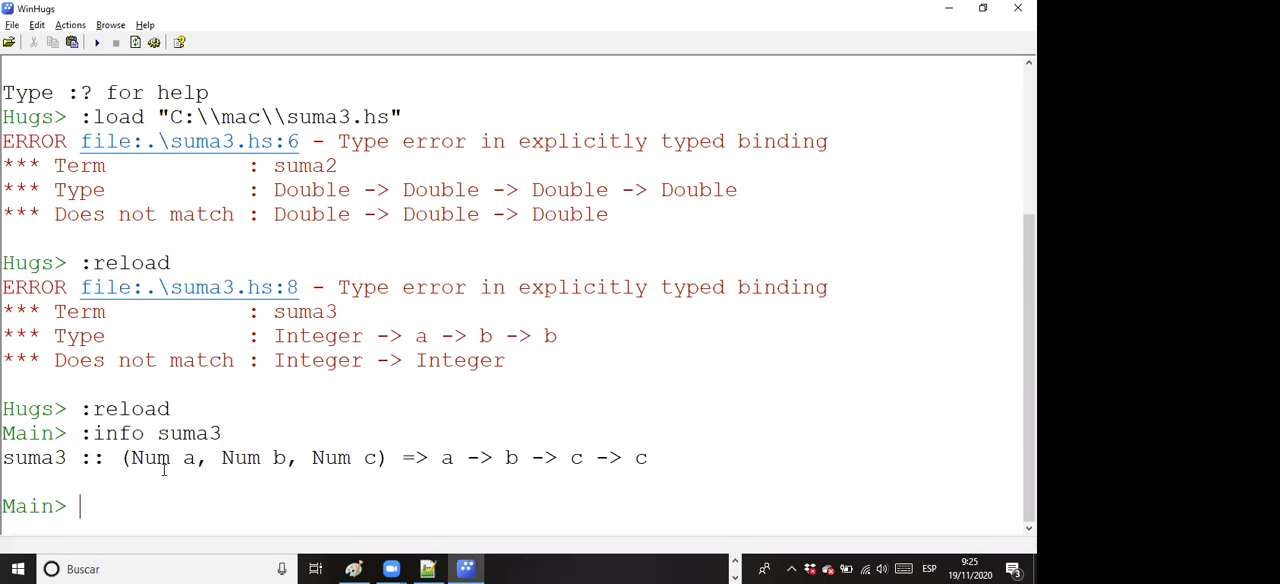 WinHugs
File Edit Actions Browse Help
Type :? for help
Hugs> :load "C:\\mac\\suma3.hs"
ERROR file:.\suma3.hs:6 - Type error in explicitly typed binding
*** Term : suma2
*** Type : Double -> Double -> Double -> Double
*** Does not match : Double -> Double -> Double
Hugs> :reload
ERROR file:.\suma3.hs:8 - Type error in explicitly typed binding
*** Term : suma3
*** Type : Integer -> a -> b -> b
*** Does not match : Integer -> Integer
Hugs> :reload
Main> :info suma3
suma3 :: (Num a, Num b, Num c) => a -> b -> c -> c
Main>
Buscar
ESP
9:25
19/11/2020
3